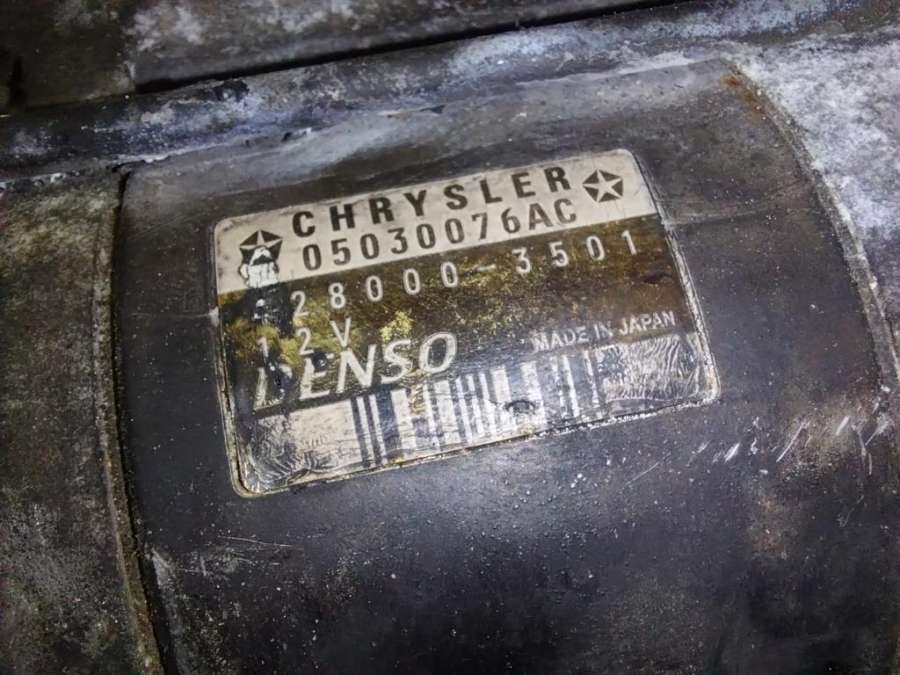 CHRYSLER
05030076AC
28000-3501
12V
DENSO
MADE IN JAPAN